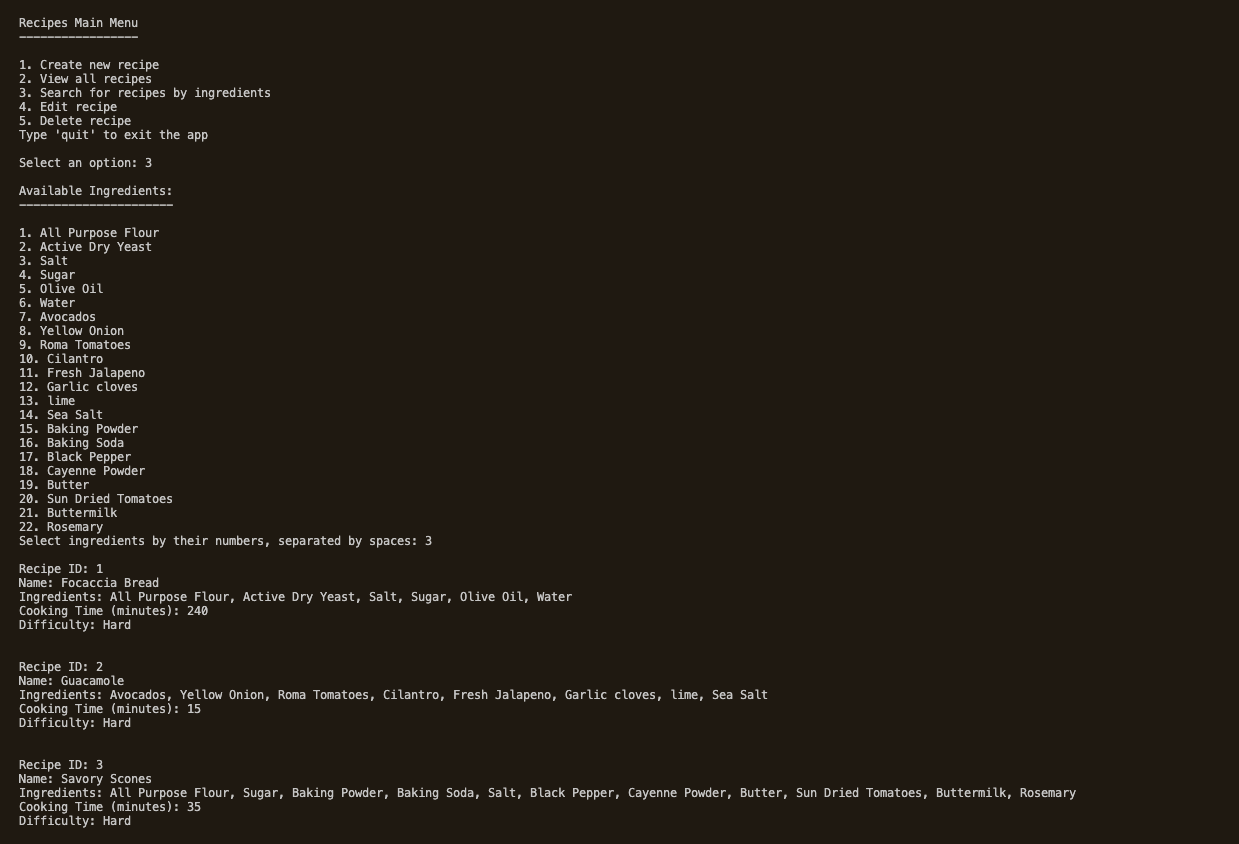 Recipes Main Menu
-----------------
1. Create new recipe
2. View all recipes
3. Search for recipes by ingredients
4. Edit recipe
5. Delete recipe
Type 'quit' to exit the app
Select an option: 3
Available Ingredients:
----------------------
1. All Purpose Flour
2. Active Dry Yeast
3. Salt
4. Sugar
5. Olive Oil
6. Water
7. Avocados
8. Yellow Onion
9. Roma Tomatoes
10. Cilantro
11. Fresh Jalapeno
12. Garlic cloves
13. lime
14. Sea Salt
15. Baking Powder
16. Baking Soda
17. Black Pepper
18. Cayenne Powder
19. Butter
20. Sun Dried Tomatoes
21. Buttermilk
22. Rosemary
Select ingredients by their numbers, separated by spaces: 3
Recipe ID: 1
Name: Focaccia Bread
Ingredients: All Purpose Flour, Active Dry Yeast, Salt, Sugar, Olive Oil, Water
Cooking Time (minutes): 240
Difficulty: Hard
Recipe ID: 2
Name: Guacamole
Ingredients: Avocados, Yellow Onion, Roma Tomatoes, Cilantro, Fresh Jalapeno, Garlic cloves, lime, Sea Salt
Cooking Time (minutes): 15
Difficulty: Hard
Recipe ID: 3
Name: Savory Scones
Ingredients: All Purpose Flour, Sugar, Baking Powder, Baking Soda, Salt, Black Pepper, Cayenne Powder, Butter, Sun Dried Tomatoes, Buttermilk, Rosemary
Cooking Time (minutes): 35
Difficulty: Hard